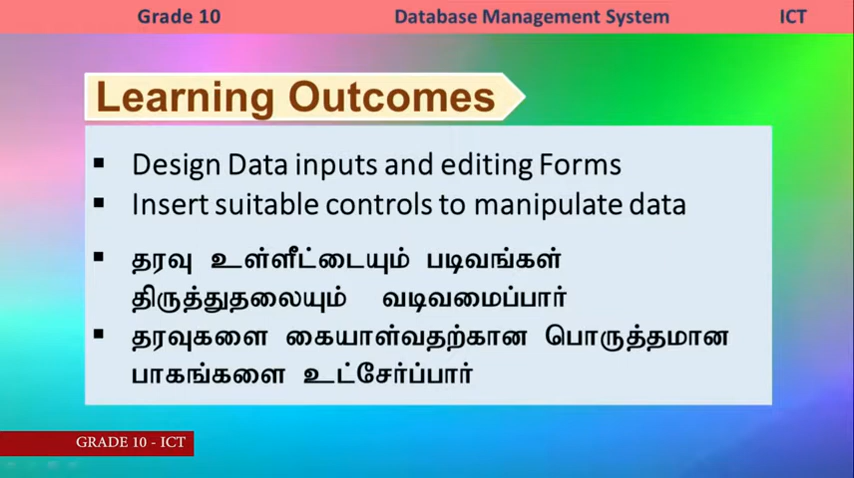 Grade 10 Database Management System ICT
Learning Outcomes
▪ Design Data inputs and editing Forms
▪ Insert suitable controls to manipulate data
▪ தரவு உள்ளீட்டையும் படிவங்கள்
திருத்துதலையும் வடிவமைப்பார்
▪ தரவுகளை கையாள்வதற்கான பொருத்தமான
பாகங்களை உட்சேர்ப்பார்
GRADE 10 - ICT